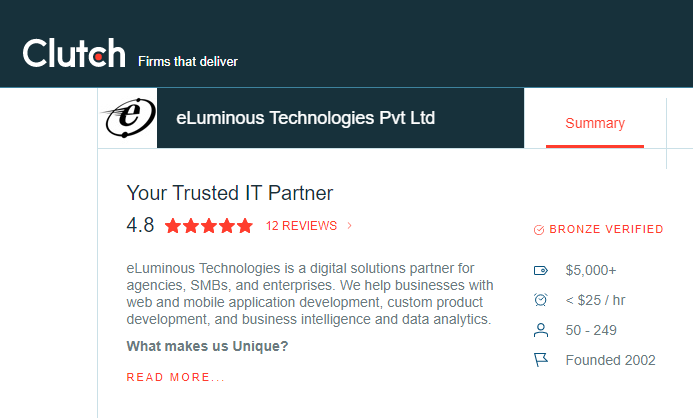 Clutch Firms that deliver
e
eLuminous Technologies Pvt Ltd
Summary
Your Trusted IT Partner
4.8 12 REVIEWS
eLuminous Technologies is a digital solutions partner for
agencies, SMBs, and enterprises. We help businesses with
web and mobile application development, custom product
development, and business intelligence and data analytics.
What makes us Unique?
READ MORE...
BRONZE VERIFIED
$5,000+
< $25 / hr
50 - 249
Founded 2002